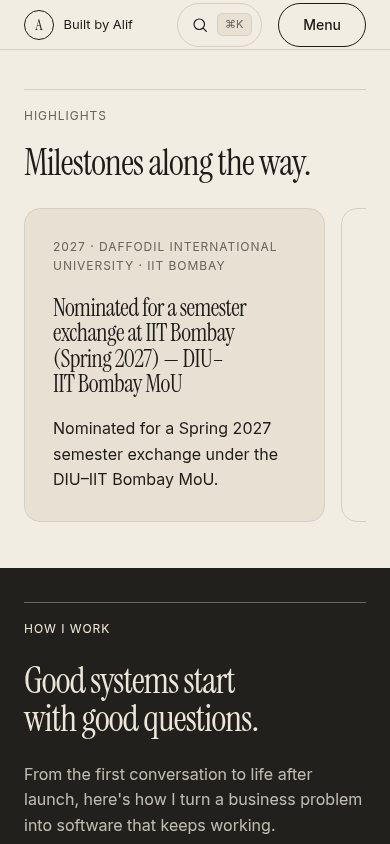 A Built by Alif ⌘K Menu
HIGHLIGHTS
Milestones along the way.
2027 · DAFFODIL INTERNATIONAL
UNIVERSITY · IIT BOMBAY
Nominated for a semester
exchange at IIT Bombay
(Spring 2027) — DIU–
IIT Bombay MoU
Nominated for a Spring 2027
semester exchange under the
DIU–IIT Bombay MoU.
HOW I WORK
Good systems start
with good questions.
From the first conversation to life after
launch, here's how I turn a business problem
into software that keeps working.